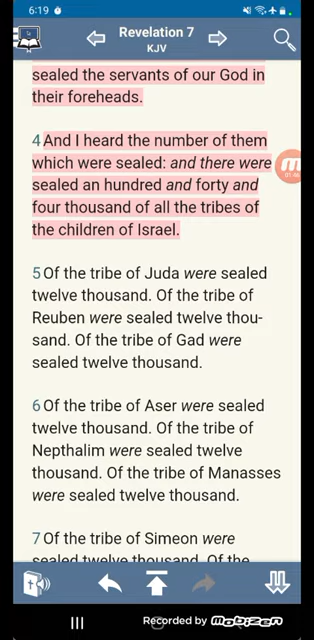 6:19
Revelation 7
KJV
sealed the servants of our God in
their foreheads.
4 And I heard the number of them
which were sealed: and there were
sealed an hundred and forty and
four thousand of all the tribes of
the children of Israel.
5 Of the tribe of Juda were sealed
twelve thousand. Of the tribe of
Reuben were sealed twelve thou-
sand. Of the tribe of Gad were
sealed twelve thousand.
6 Of the tribe of Aser were sealed
twelve thousand. Of the tribe of
Nepthalim were sealed twelve
thousand. Of the tribe of Manasses
were sealed twelve thousand.
7 Of the tribe of Simeon were
sealed twelve thousand. Of the
Recorded by Mobizen